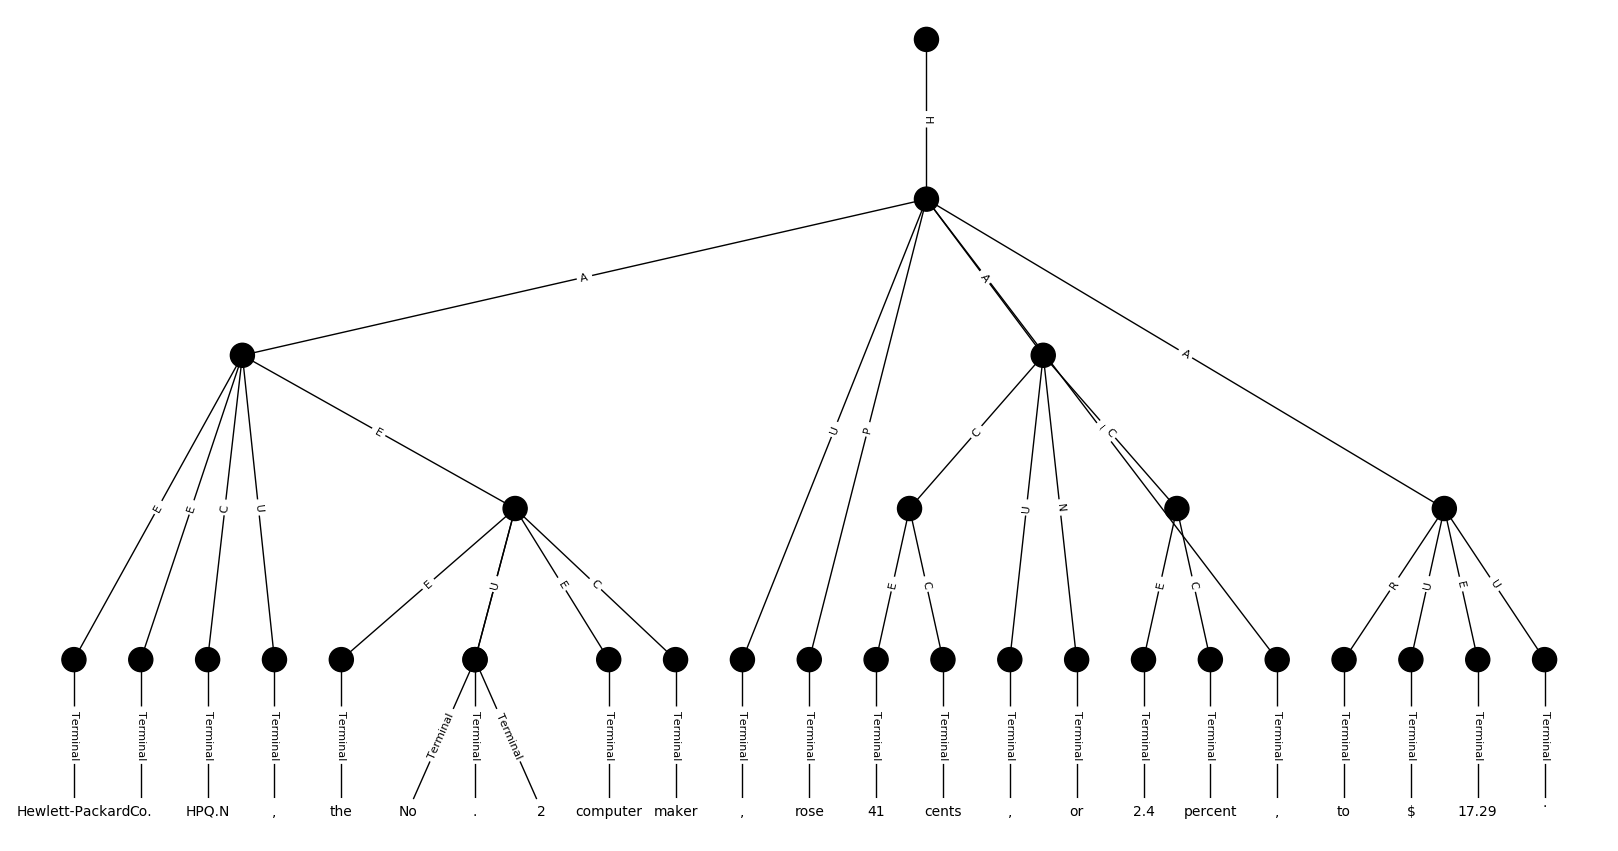 H
A
A
A
E
U
P
C
C
E
E
C
U
U
N
E
U
E
C
E
C
E
C
R
U
E
U
Terminal Terminal Terminal Terminal Terminal Terminal Terminal Terminal Terminal Terminal Terminal Terminal Terminal Terminal Terminal Terminal Terminal Terminal Terminal Terminal Terminal Terminal Terminal
Hewlett-Packard Co. HPQ.N , the No . 2 computer maker , rose 41 cents , or 2.4 percent , to $ 17.29 .